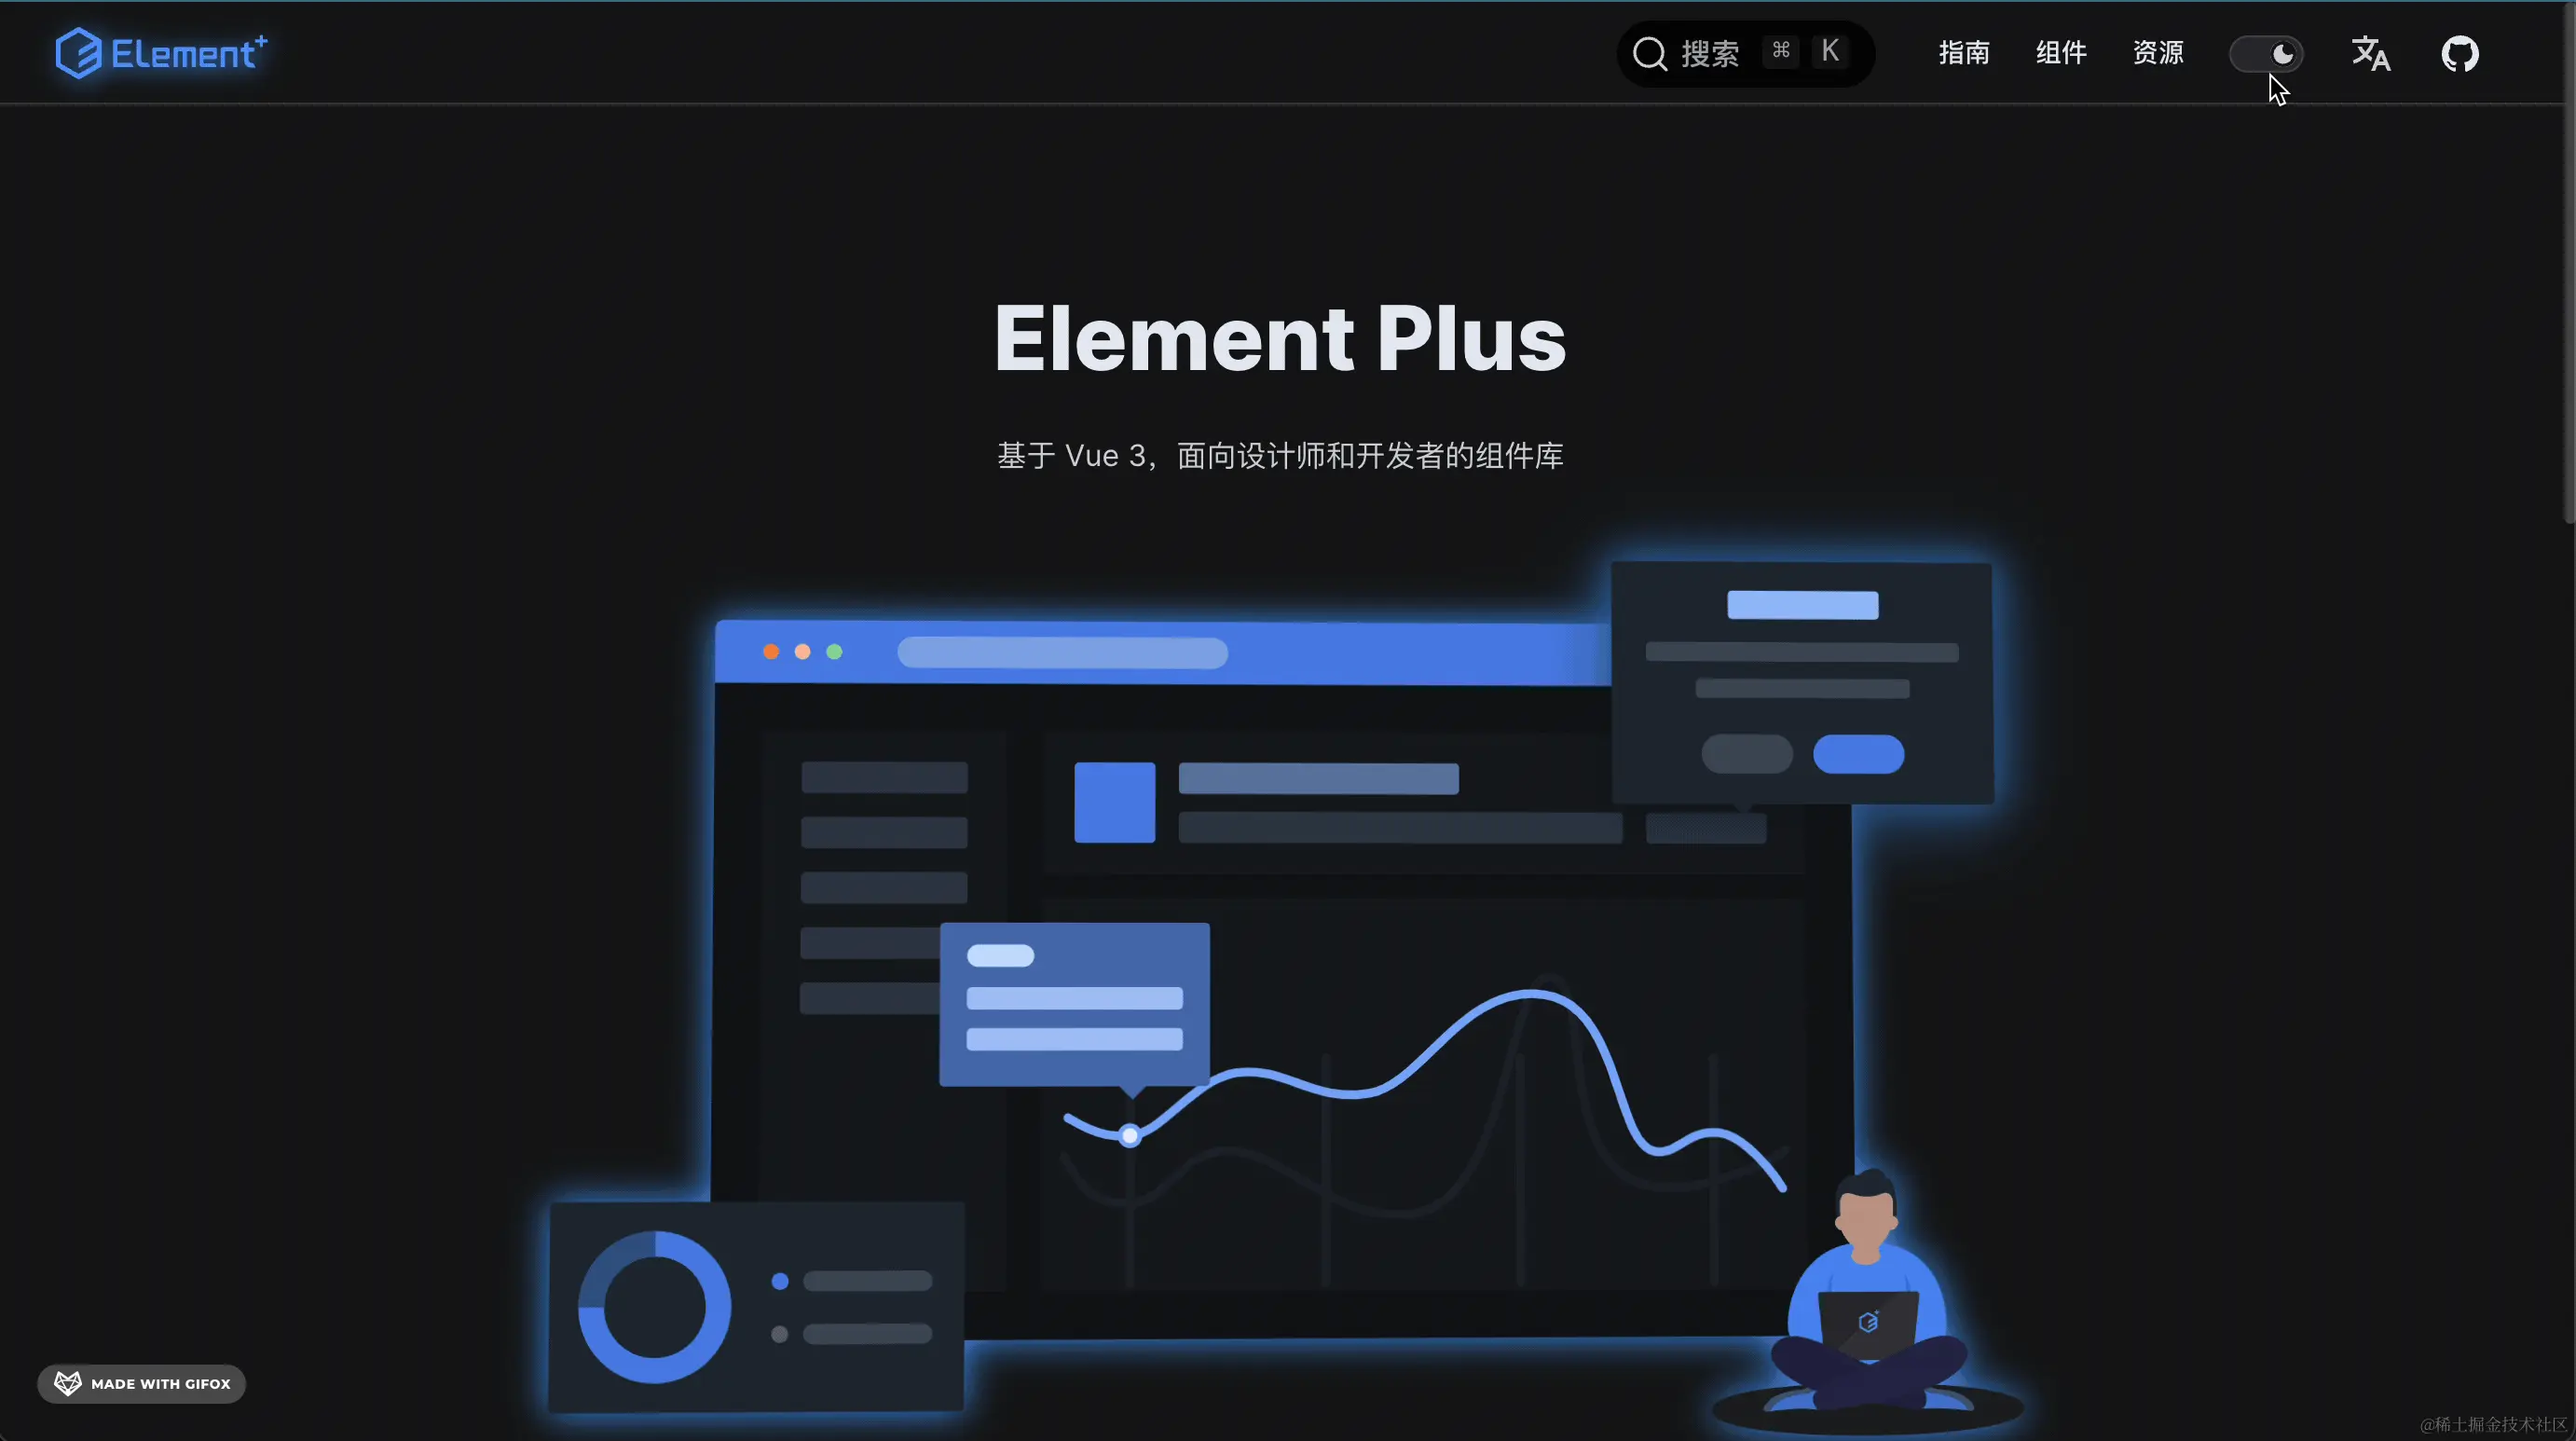 Element+
搜索 ⌘ K
指南 组件 资源
Element Plus
基于 Vue 3，面向设计师和开发者的组件库
MADE WITH GIFOX
@稀土掘金技术社区